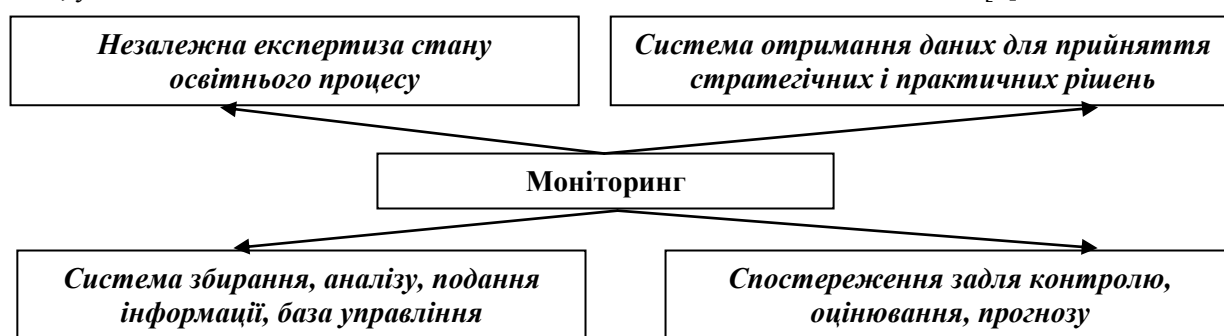 Незалежна експертиза стану
освітнього процесу
Система отримання даних для прийняття
стратегічних і практичних рішень
Моніторинг
Система збирання, аналізу, подання
інформації, база управління
Спостереження задля контролю,
оцінювання, прогнозу